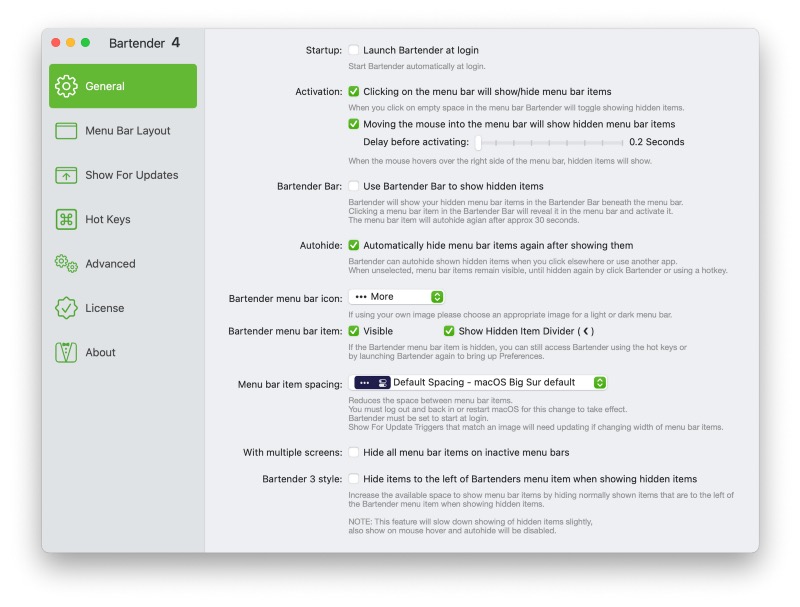 Bartender 4
General
Menu Bar Layout
Show For Updates
Hot Keys
Advanced
License
About
Startup: Launch Bartender at login
Start Bartender automatically at login.
Activation: Clicking on the menu bar will show/hide menu bar items
When you click on empty space in the menu bar Bartender will toggle showing hidden items.
Moving the mouse into the menu bar will show hidden menu bar items
Delay before activating: 0.2 Seconds
When the mouse hovers over the right side of the menu bar, hidden items will show.
Bartender Bar: Use Bartender Bar to show hidden items
Bartender will show your hidden menu bar items in the Bartender Bar beneath the menu bar.
Clicking a menu bar item in the Bartender Bar will reveal it in the menu bar and activate it.
The menu bar item will autohide agian after approx 30 seconds.
Autohide: Automatically hide menu bar items again after showing them
Bartender can autohide shown hidden items when you click elsewhere or use another app.
When unselected, menu bar items remain visible, until hidden again by click Bartender or using a hotkey.
Bartender menu bar icon: ••• More
If using your own image please choose an appropriate image for a light or dark menu bar.
Bartender menu bar item: Visible Show Hidden Item Divider ( ❮ )
If the Bartender menu bar item is hidden, you can still access Bartender using the hot keys or
by launching Bartender again to bring up Preferences.
Menu bar item spacing: ••• Default Spacing - macOS Big Sur default
Reduces the space between menu bar items.
You must log out and back in or restart macOS for this change to take effect.
Bartender must be set to start at login.
Show For Update Triggers that match an image will need updating if changing width of menu bar items.
With multiple screens: Hide all menu bar items on inactive menu bars
Bartender 3 style: Hide items to the left of Bartenders menu item when showing hidden items
Increase the available space to show menu bar items by hiding normally shown items that are to the left of
the Bartender menu item when showing hidden items.
NOTE: This feature will slow down showing of hidden items slightly,
also show on mouse hover and autohide will be disabled.